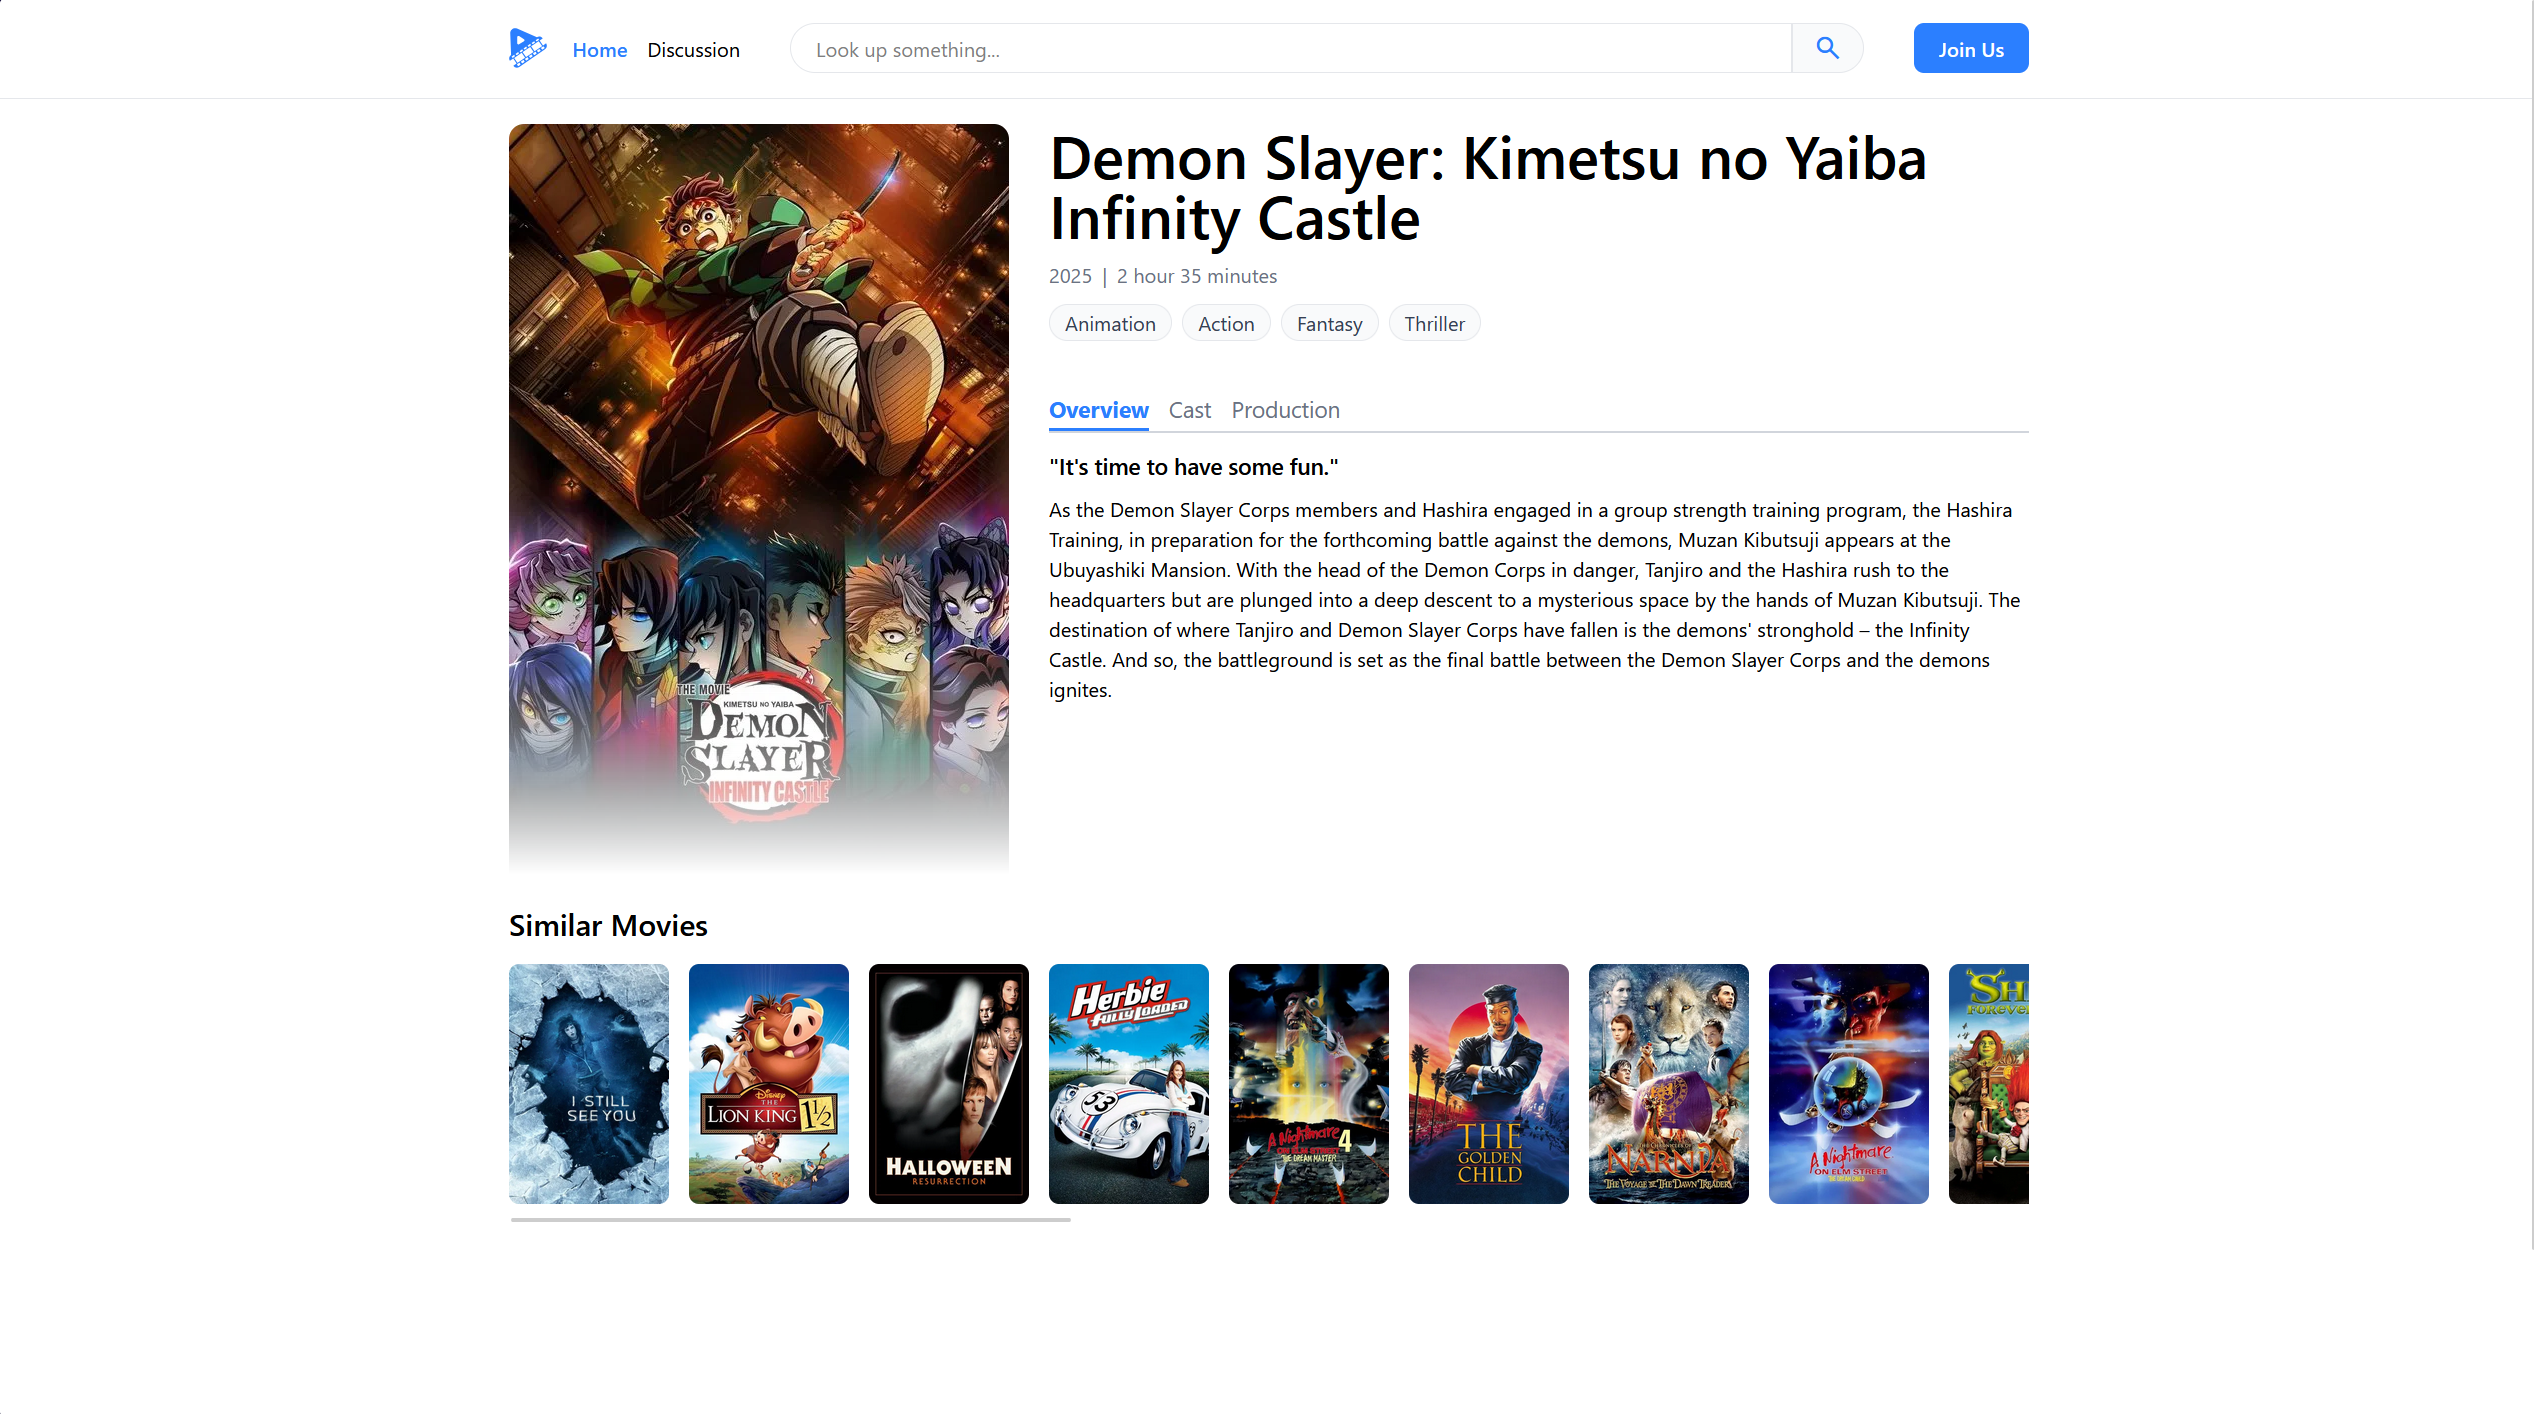 Home
Discussion
Look up something...
Join Us
Demon Slayer: Kimetsu no Yaiba
Infinity Castle
2025 | 2 hour 35 minutes
Animation
Action
Fantasy
Thriller
Overview
Cast
Production
"It's time to have some fun."
As the Demon Slayer Corps members and Hashira engaged in a group strength training program, the Hashira
Training, in preparation for the forthcoming battle against the demons, Muzan Kibutsuji appears at the
Ubuyashiki Mansion. With the head of the Demon Corps in danger, Tanjiro and the Hashira rush to the
headquarters but are plunged into a deep descent to a mysterious space by the hands of Muzan Kibutsuji. The
destination of where Tanjiro and Demon Slayer Corps have fallen is the demons' stronghold – the Infinity
Castle. And so, the battleground is set as the final battle between the Demon Slayer Corps and the demons
ignites.
THE MOVIE
KIMETSU NO YAIBA
DEMON
SLAYER
INFINITY CASTLE
Similar Movies
I STILL
SEE YOU
Disney
THE
LION KING 1½
HALLOWEEN
RESURRECTION
Herbie
FULLY LOADED
53
A Nightmare 4
ON ELM STREET
THE DREAM MASTER
THE
GOLDEN
CHILD
THE CHRONICLES OF
NARNIA
THE VOYAGE OF THE DAWN TREADER
A Nightmare
ON ELM STREET
THE DREAM CHILD
SH
FOREVE